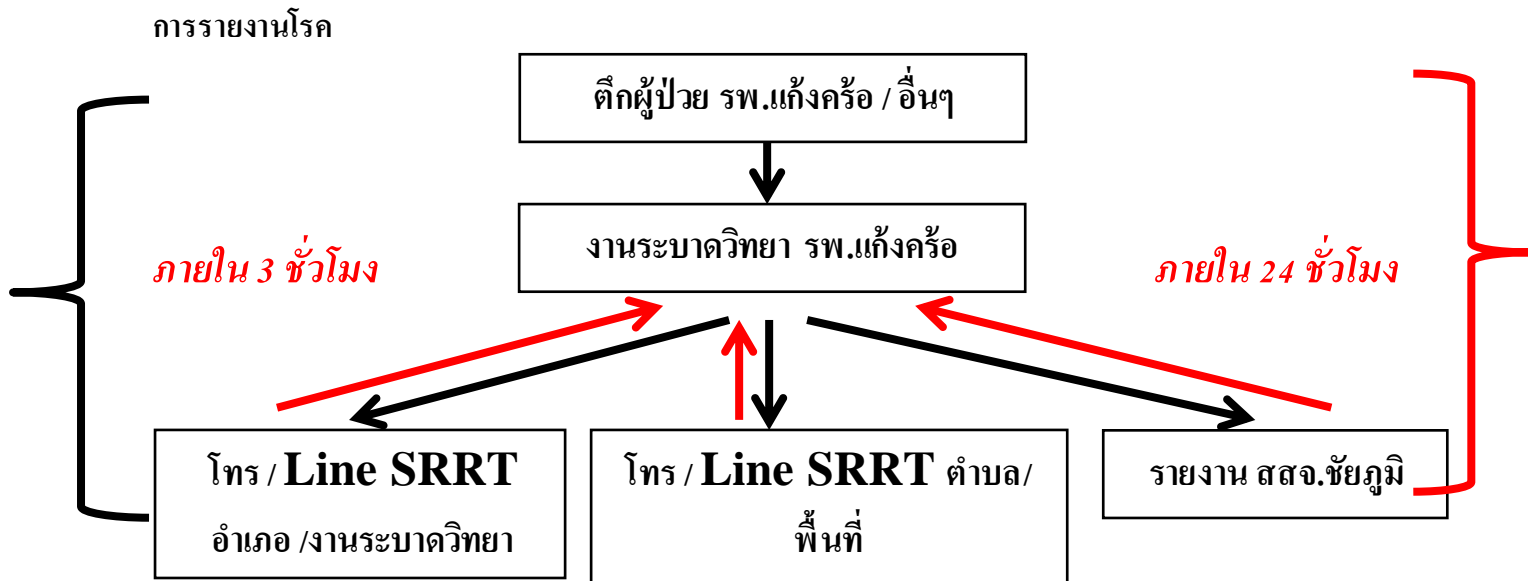 การรายงานโรค
ตึกผู้ป่วย รพ.แก้งคร้อ / อื่นๆ
งานระบาดวิทยา รพ.แก้งคร้อ
ภายใน 3 ชั่วโมง
ภายใน 24 ชั่วโมง
โทร / Line SRRT
อำเภอ /งานระบาดวิทยา
โทร / Line SRRT ตำบล/
พื้นที่
รายงาน สสจ.ชัยภูมิ